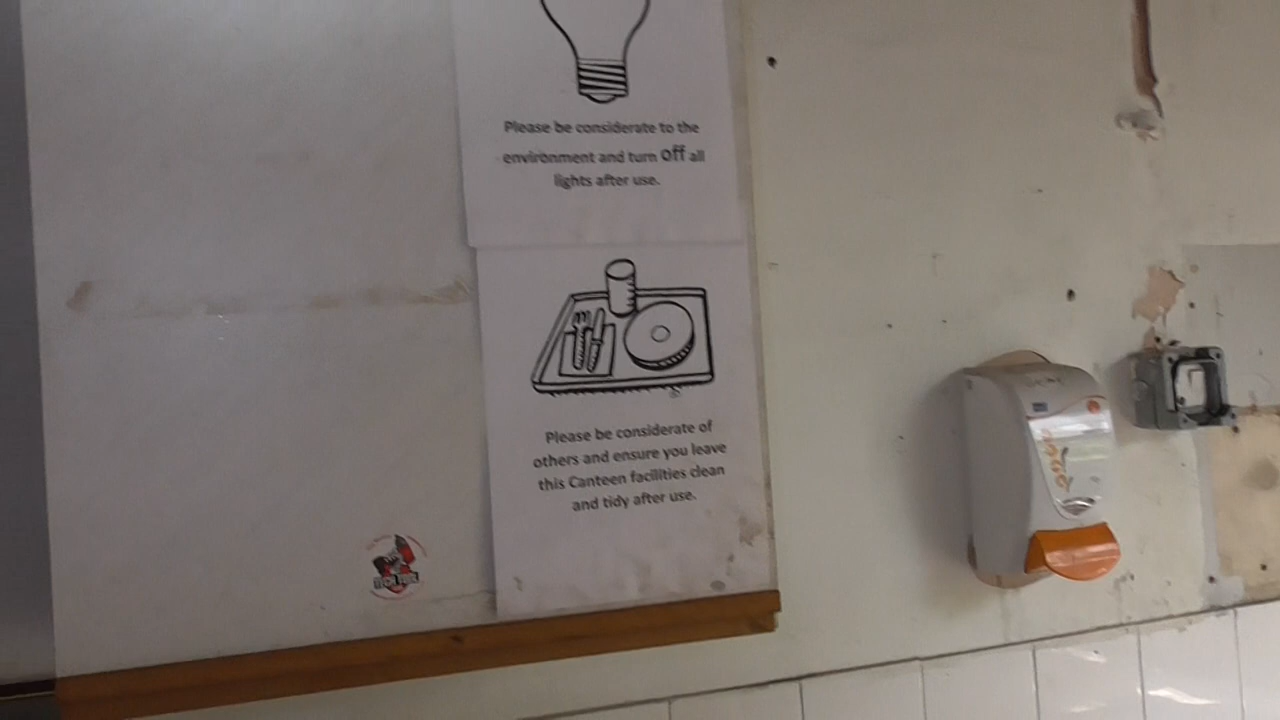 Please be considerate to the
environment and turn off all
lights after use.
Please be considerate of
others and ensure you leave
this Canteen facilities clean
and tidy after use.